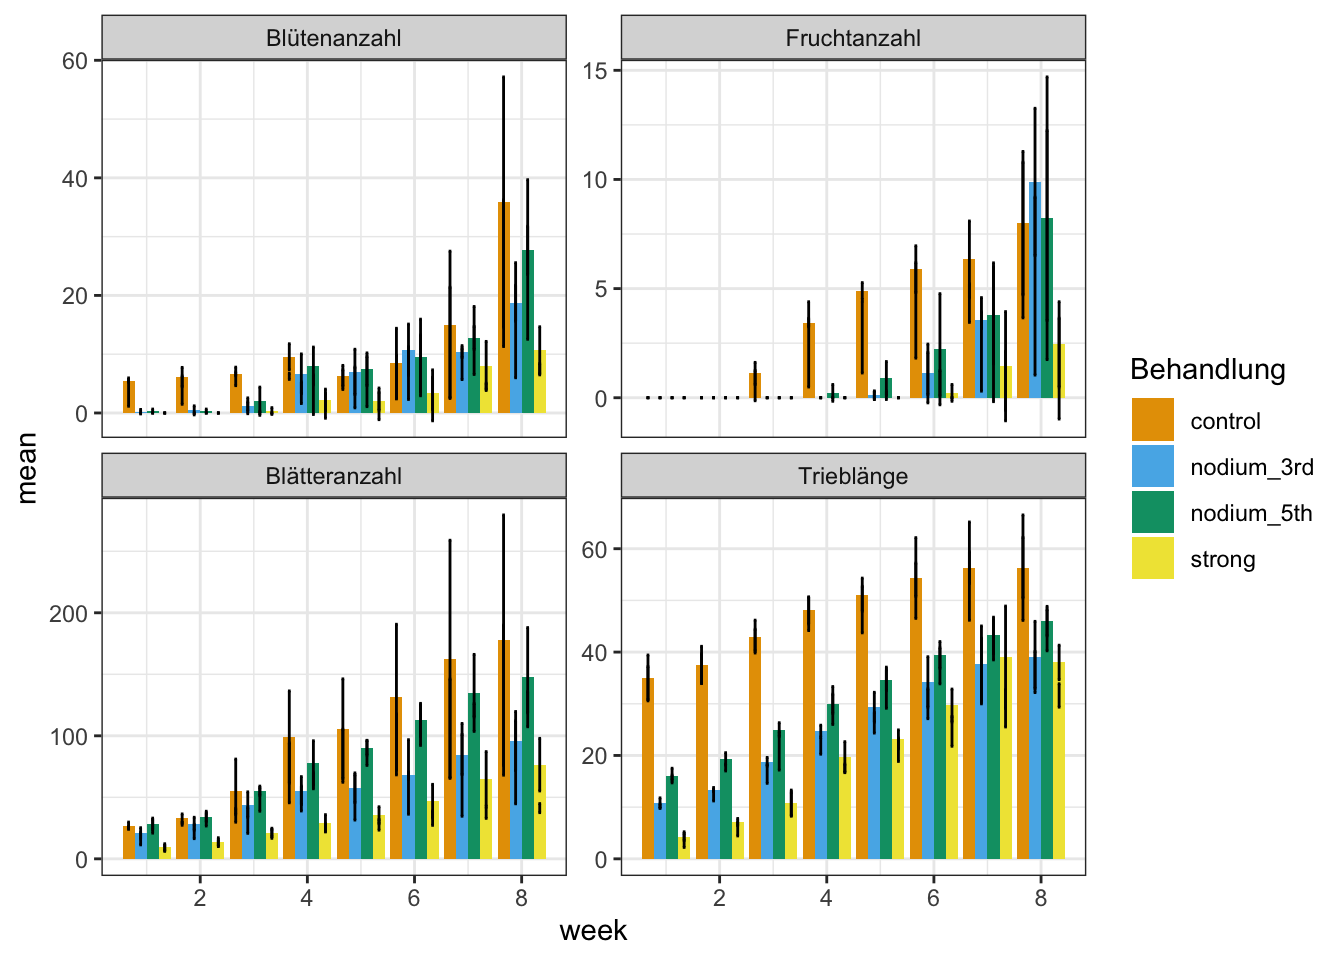 Blütenanzahl
Fruchtanzahl
60
40
20
0
15
10
5
0
Blätteranzahl
Trieblänge
200
100
0
60
40
20
0
2 4 6 8
2 4 6 8
week
mean
Behandlung
control
nodium_3rd
nodium_5th
strong